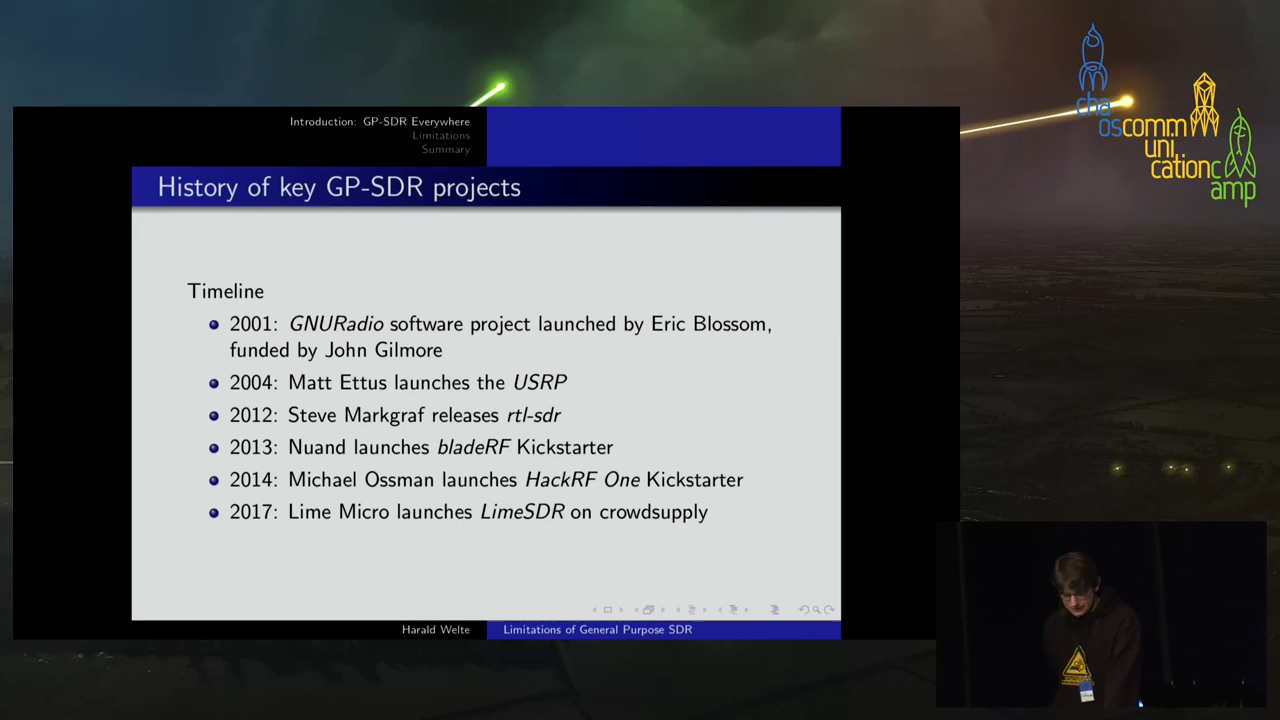 chaoscommunicationcamp
Introduction: GP-SDR Everywhere
Limitations
Summary
History of key GP-SDR projects
Timeline
2001: GNURadio software project launched by Eric Blossom,
funded by John Gilmore
2004: Matt Ettus launches the USRP
2012: Steve Markgraf releases rtl-sdr
2013: Nuand launches bladeRF Kickstarter
2014: Michael Ossman launches HackRF One Kickstarter
2017: Lime Micro launches LimeSDR on crowdsupply
Harald Welte
Limitations of General Purpose SDR